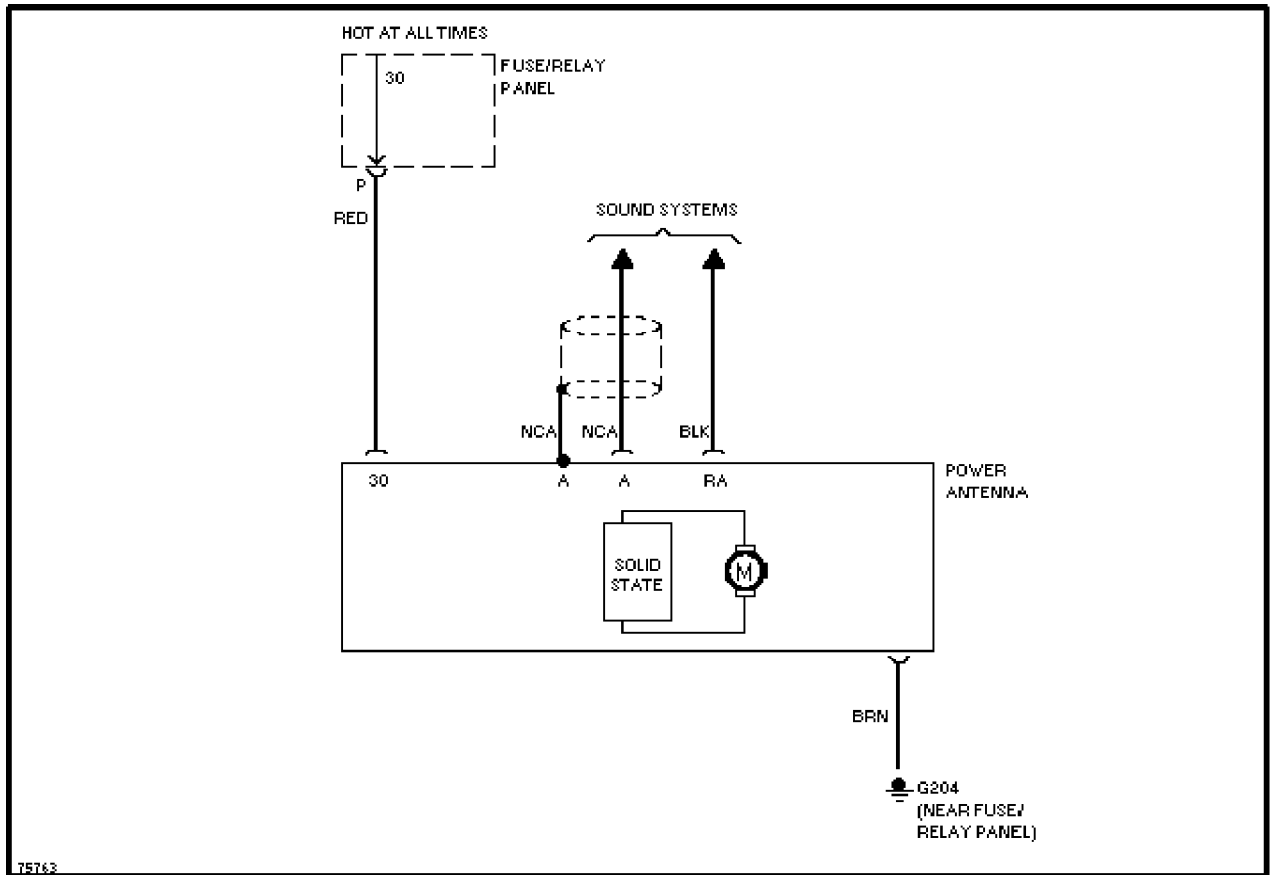 HOT AT ALL TIMES
30
FUSE/RELAY
PANEL
P
RED
SOUND SYSTEMS
NCA
NCA
BLK
30
A
A
RA
POWER
ANTENNA
SOLID
STATE
M
BRN
G204
(NEAR FUSE/
RELAY PANEL)
75763